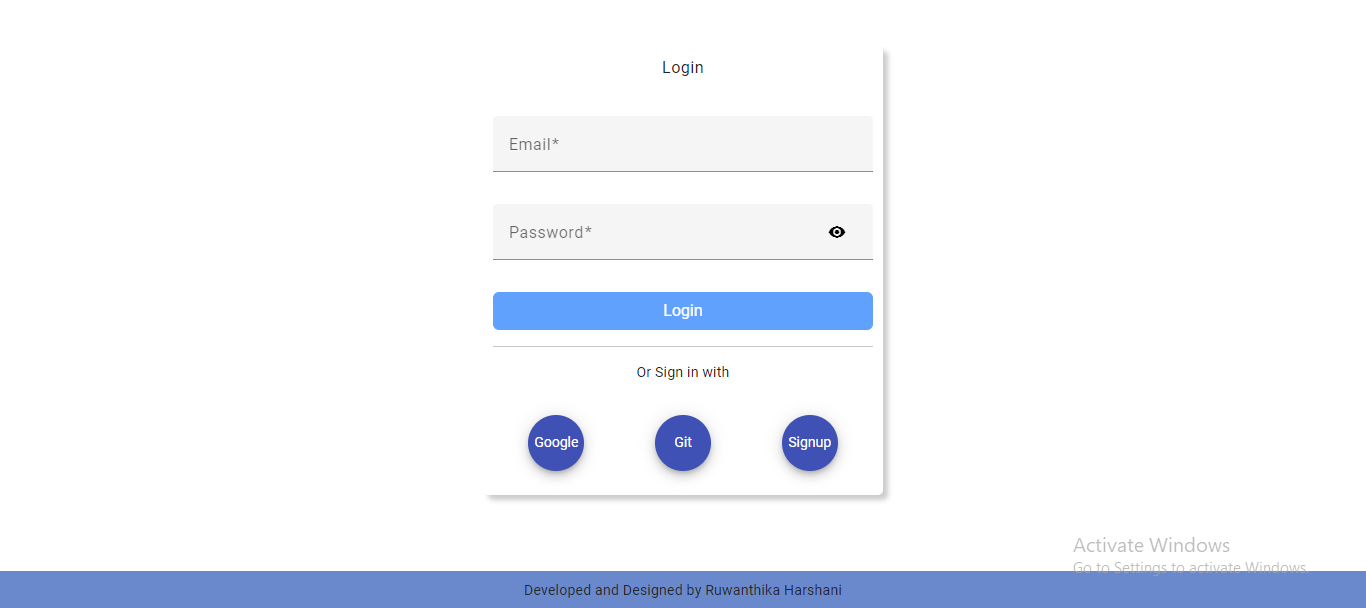 Login
Email*
Password*
Login
Or Sign in with
Google Git Signup
Activate Windows
Go to Settings to activate Windows.
Developed and Designed by Ruwanthika Harshani